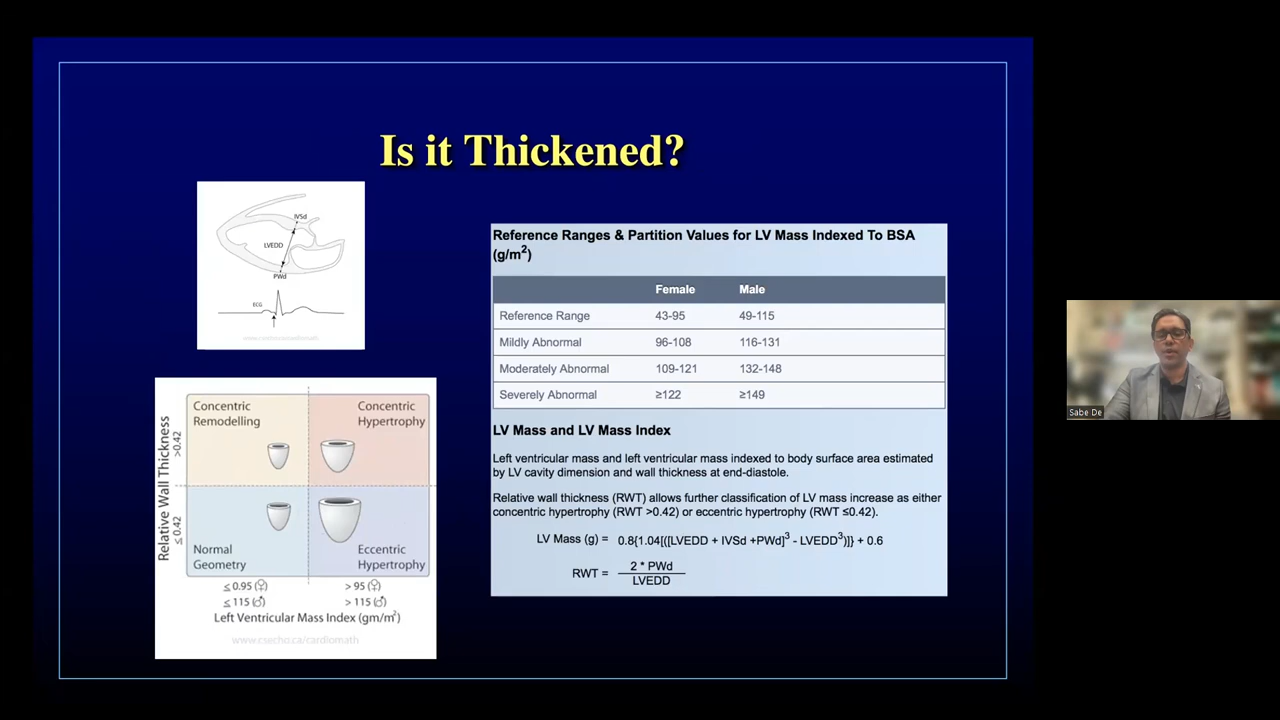 Is it Thickened?
IVSd
LVEDD
PWd
ECG
Reference Ranges & Partition Values for LV Mass Indexed To BSA
(g/m²)
Female Male
Reference Range 43-95 49-115
Mildly Abnormal 96-108 116-131
Moderately Abnormal 109-121 132-148
Severely Abnormal ≥122 ≥149
LV Mass and LV Mass Index
Left ventricular mass and left ventricular mass indexed to body surface area estimated
by LV cavity dimension and wall thickness at end-diastole.
Relative wall thickness (RWT) allows further classification of LV mass increase as either
concentric hypertrophy (RWT >0.42) or eccentric hypertrophy (RWT ≤0.42).
LV Mass (g) = 0.8{1.04[([LVEDD + IVSd +PWd]³ - LVEDD³)]} + 0.6
RWT = 2 * PWd
LVEDD
Relative Wall Thickness
>0.42
≤ 0.42
Concentric
Remodelling
Concentric
Hypertrophy
Normal
Geometry
Eccentric
Hypertrophy
≤ 0.95 (♀) > 95 (♀)
≤ 115 (♂) > 115 (♂)
Left Ventricular Mass Index (gm/m²)
www.csecho.ca/cardiomath
Sabe De